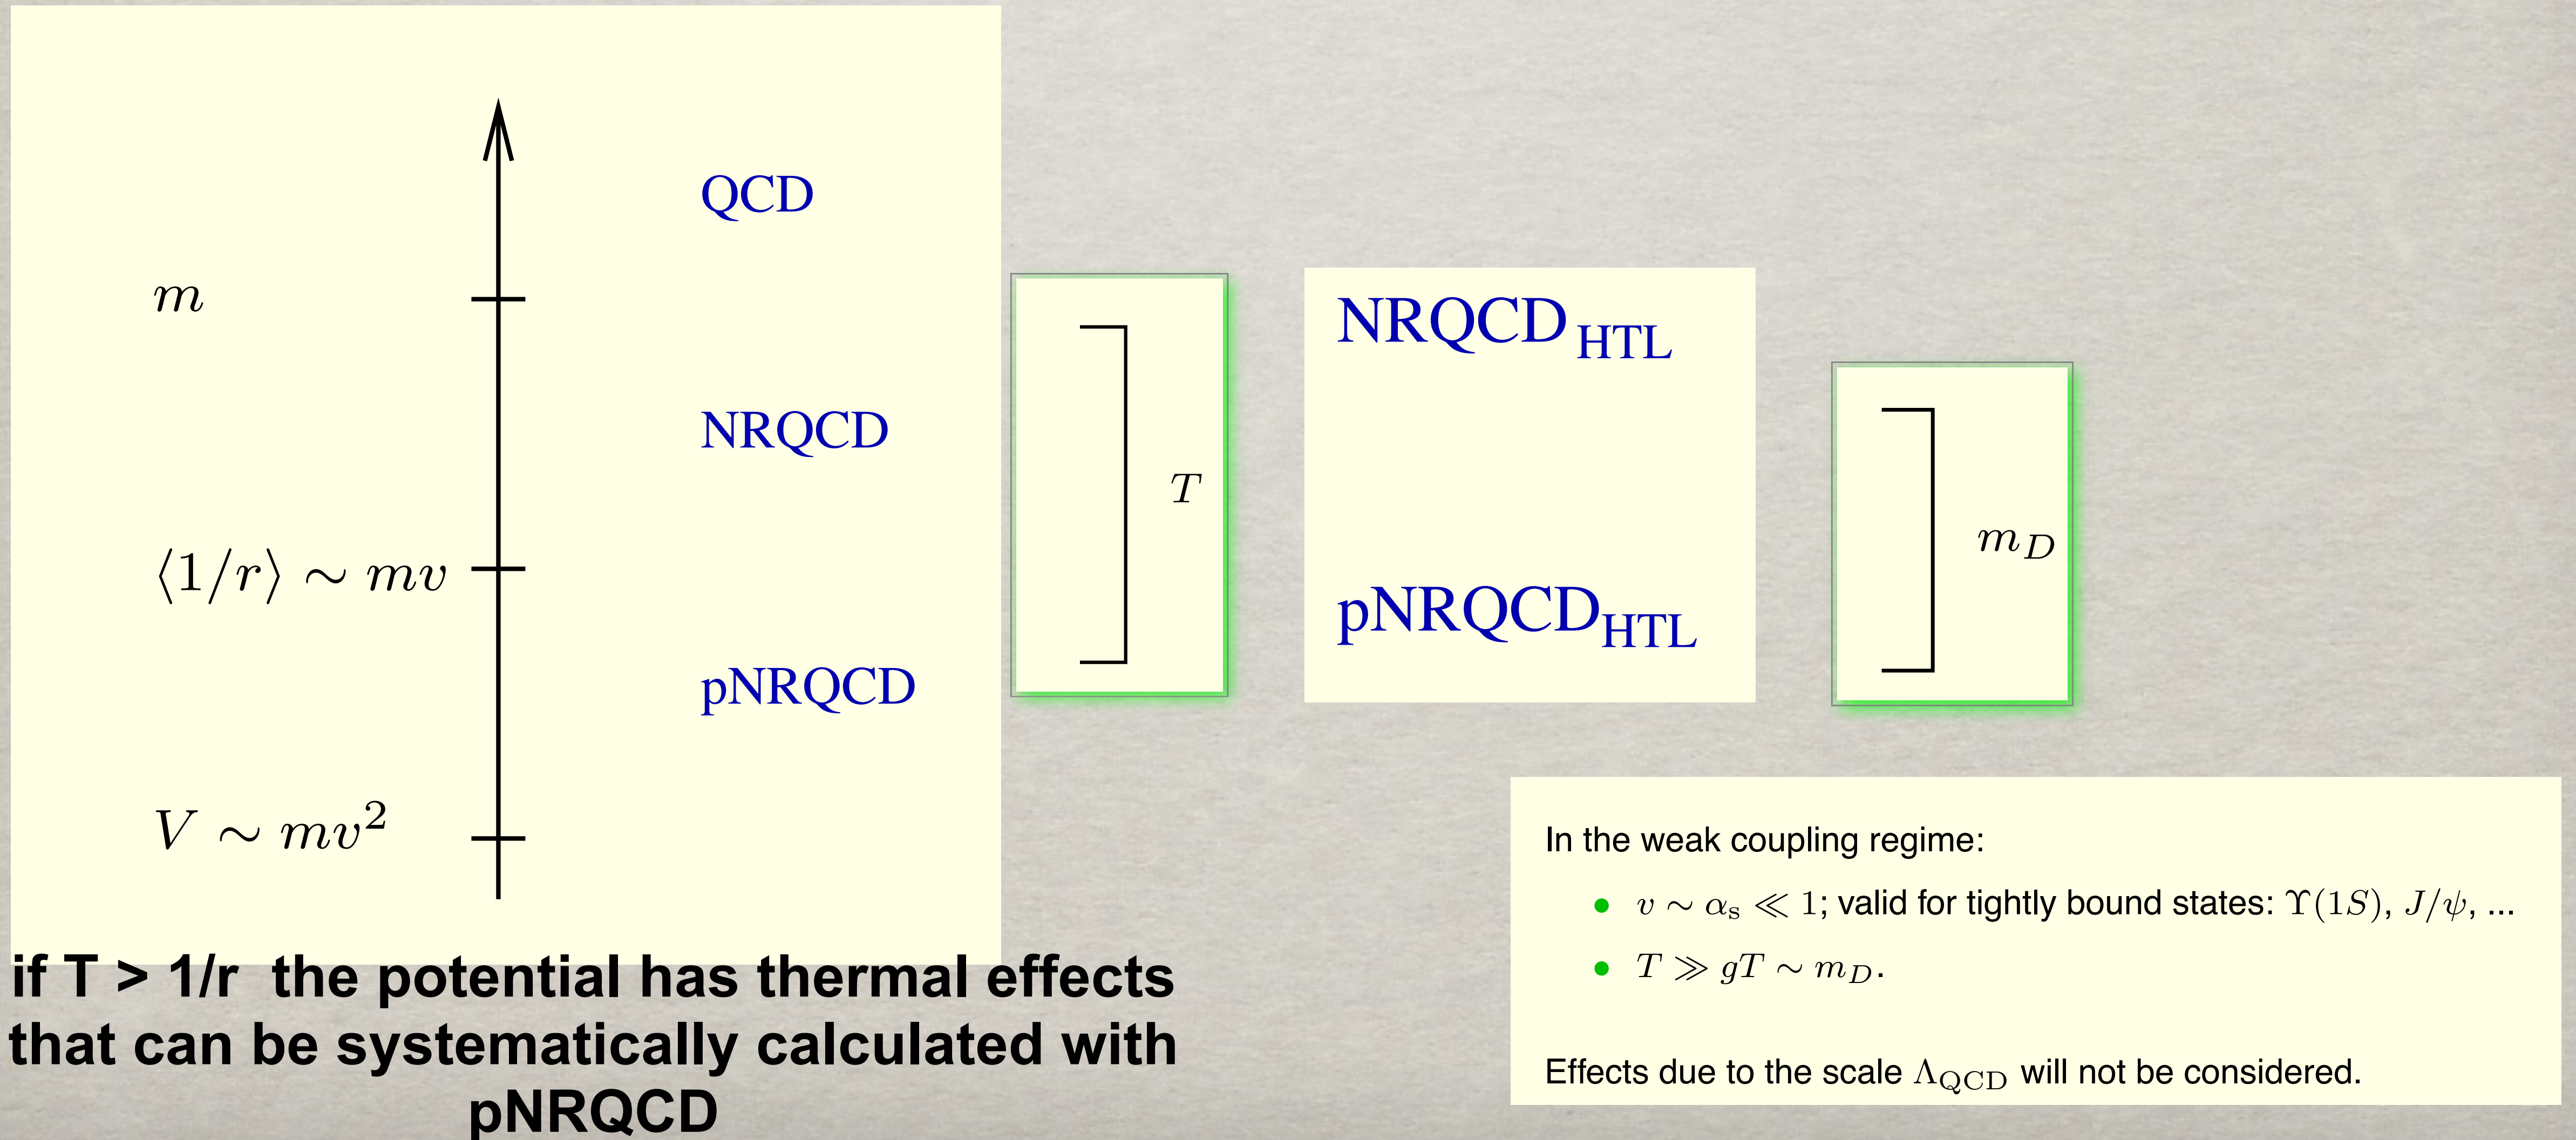 QCD
m
NRQCD
⟨1/r⟩ ∼ mv
pNRQCD
V ∼ mv²
T
NRQCD HTL
pNRQCD HTL
m_D
if T > 1/r the potential has thermal effects
that can be systematically calculated with
pNRQCD
In the weak coupling regime:
• v ∼ α_s ≪ 1; valid for tightly bound states: Υ(1S), J/ψ, ...
• T ≫ gT ∼ m_D.
Effects due to the scale Λ_QCD will not be considered.